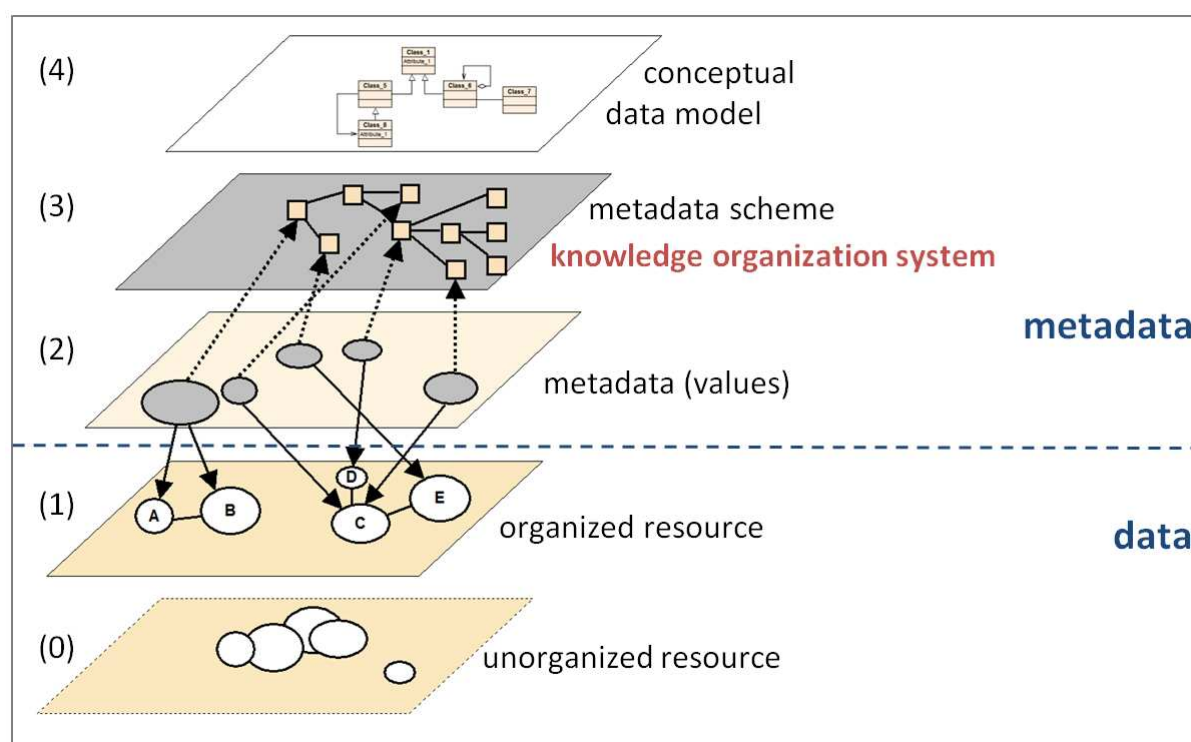 (4)
Class_1
Attribute_1
Class_5
Class_6
Class_7
Class_8
Attribute_1
conceptual
data model
(3)
metadata scheme
knowledge organization system
metadata
(2)
metadata (values)
(1)
A
B
D
C
E
organized resource
data
(0)
unorganized resource